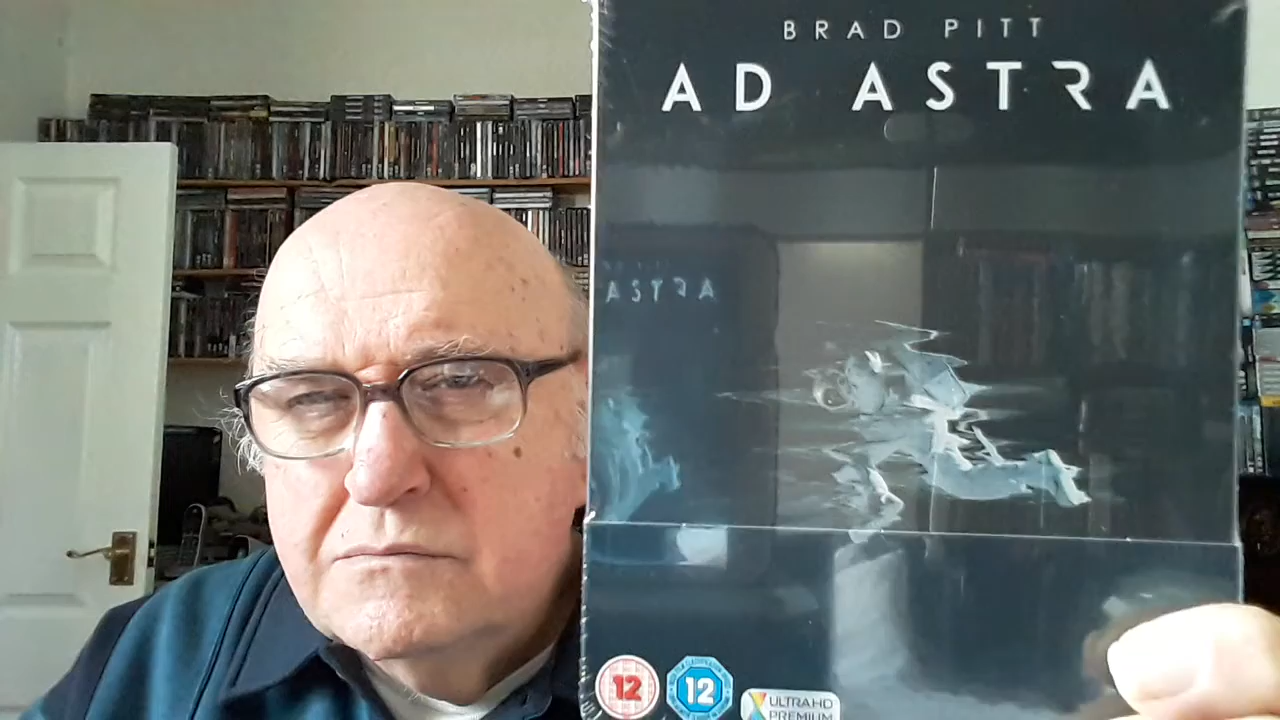 BRAD PITT
AD ASTRA
ASTRA
12
12
ULTRA HD
PREMIUM